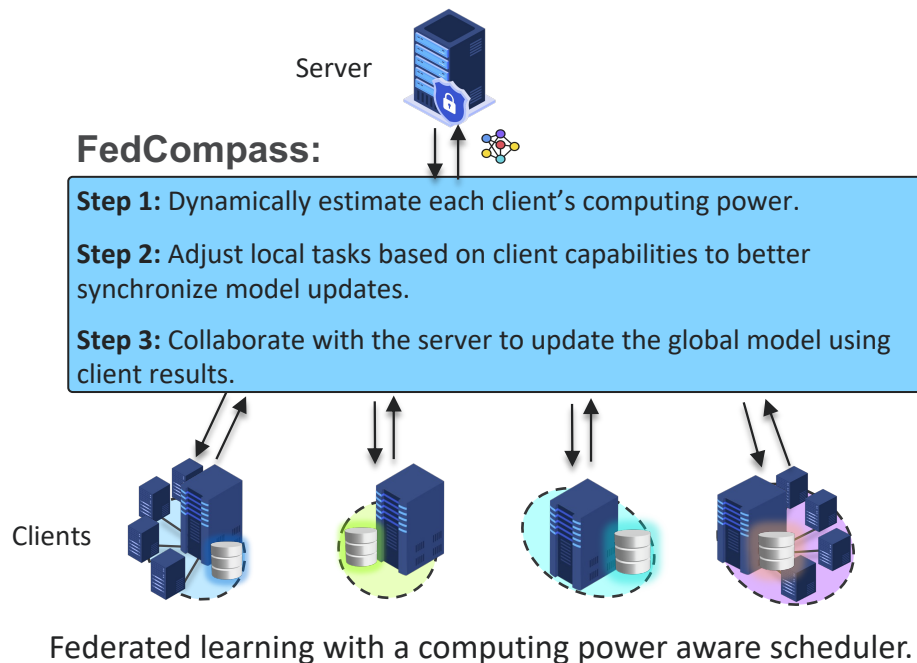 Server
FedCompass:
Step 1: Dynamically estimate each client’s computing power.
Step 2: Adjust local tasks based on client capabilities to better
synchronize model updates.
Step 3: Collaborate with the server to update the global model using
client results.
Clients
Federated learning with a computing power aware scheduler.